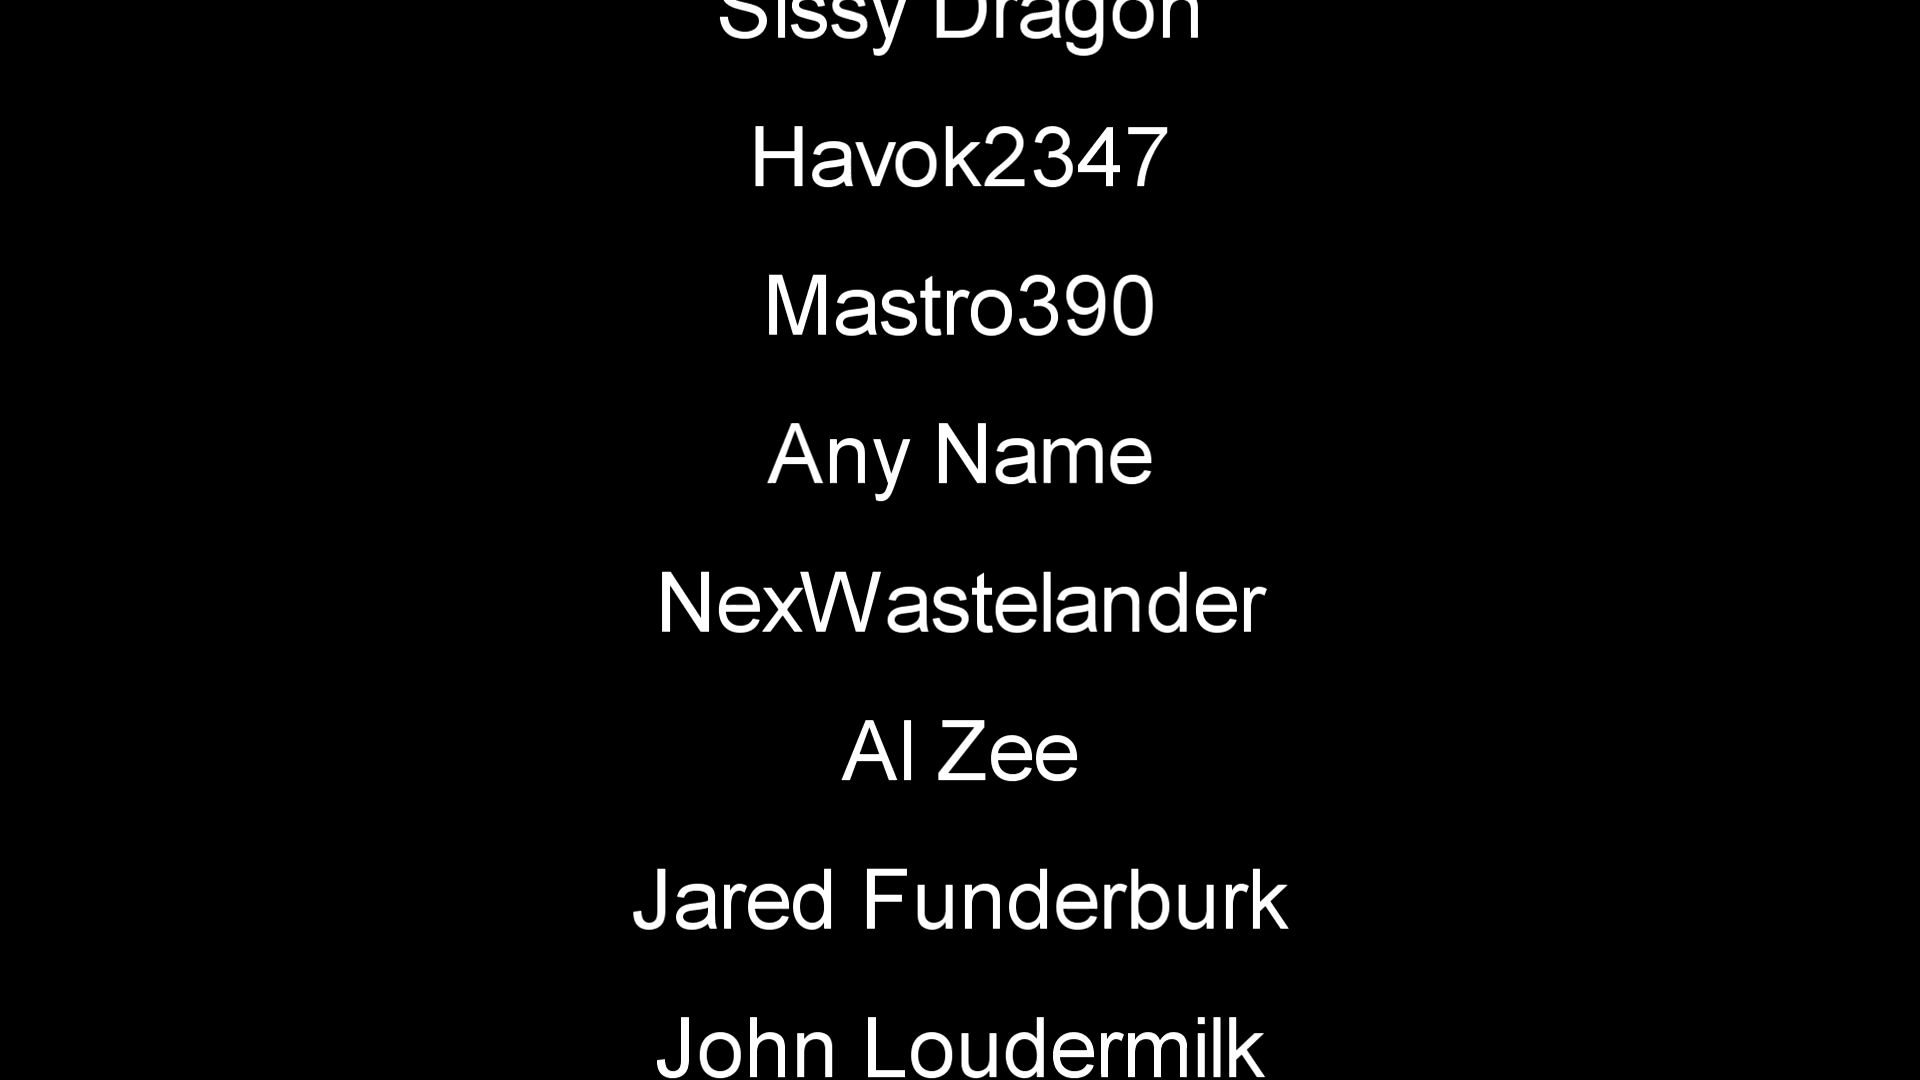 Sissy Dragon
Havok2347
Mastro390
Any Name
NexWastelander
Al Zee
Jared Funderburk
John Loudermilk